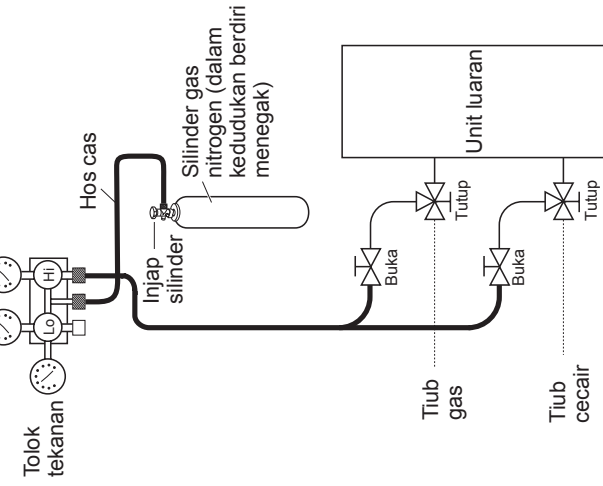 Tolok
tekanan
Lo
Hi
Hos cas
Injap
silinder
Silinder gas
nitrogen (dalam
kedudukan berdiri
menegak)
Unit luaran
Buka
Tutup
Buka
Tutup
Tiub
gas
Tiub
cecair